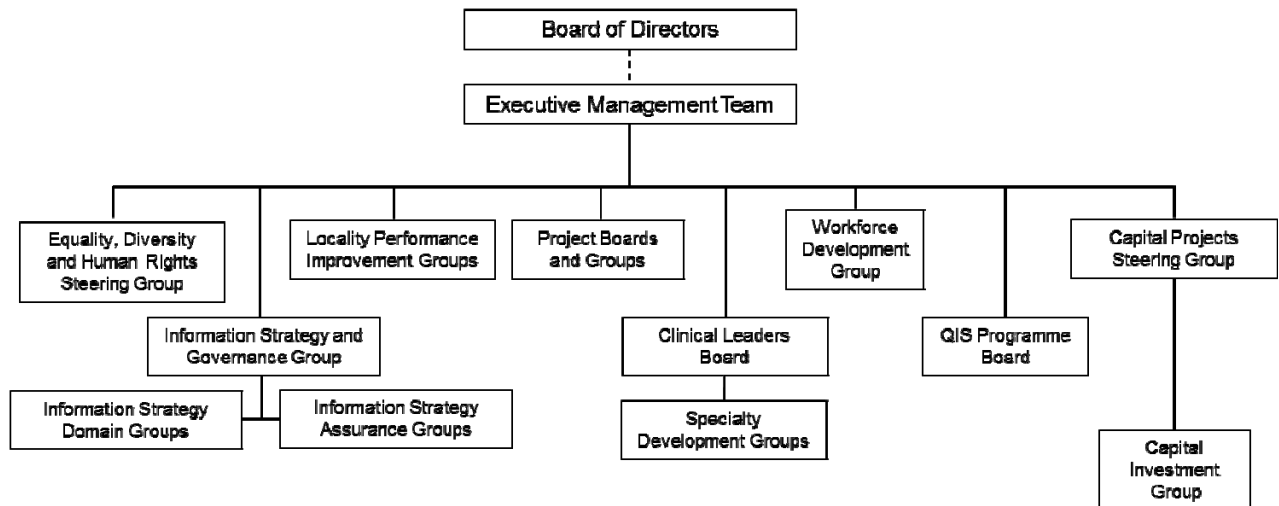 Board of Directors
Executive Management Team
Equality, Diversity
and Human Rights
Steering Group
Locality Performance
Improvement Groups
Project Boards
and Groups
Workforce
Development
Group
Capital Projects
Steering Group
Information Strategy and
Governance Group
Clinical Leaders
Board
QIS Programme
Board
Information Strategy
Domain Groups
Information Strategy
Assurance Groups
Specialty
Development Groups
Capital
Investment
Group